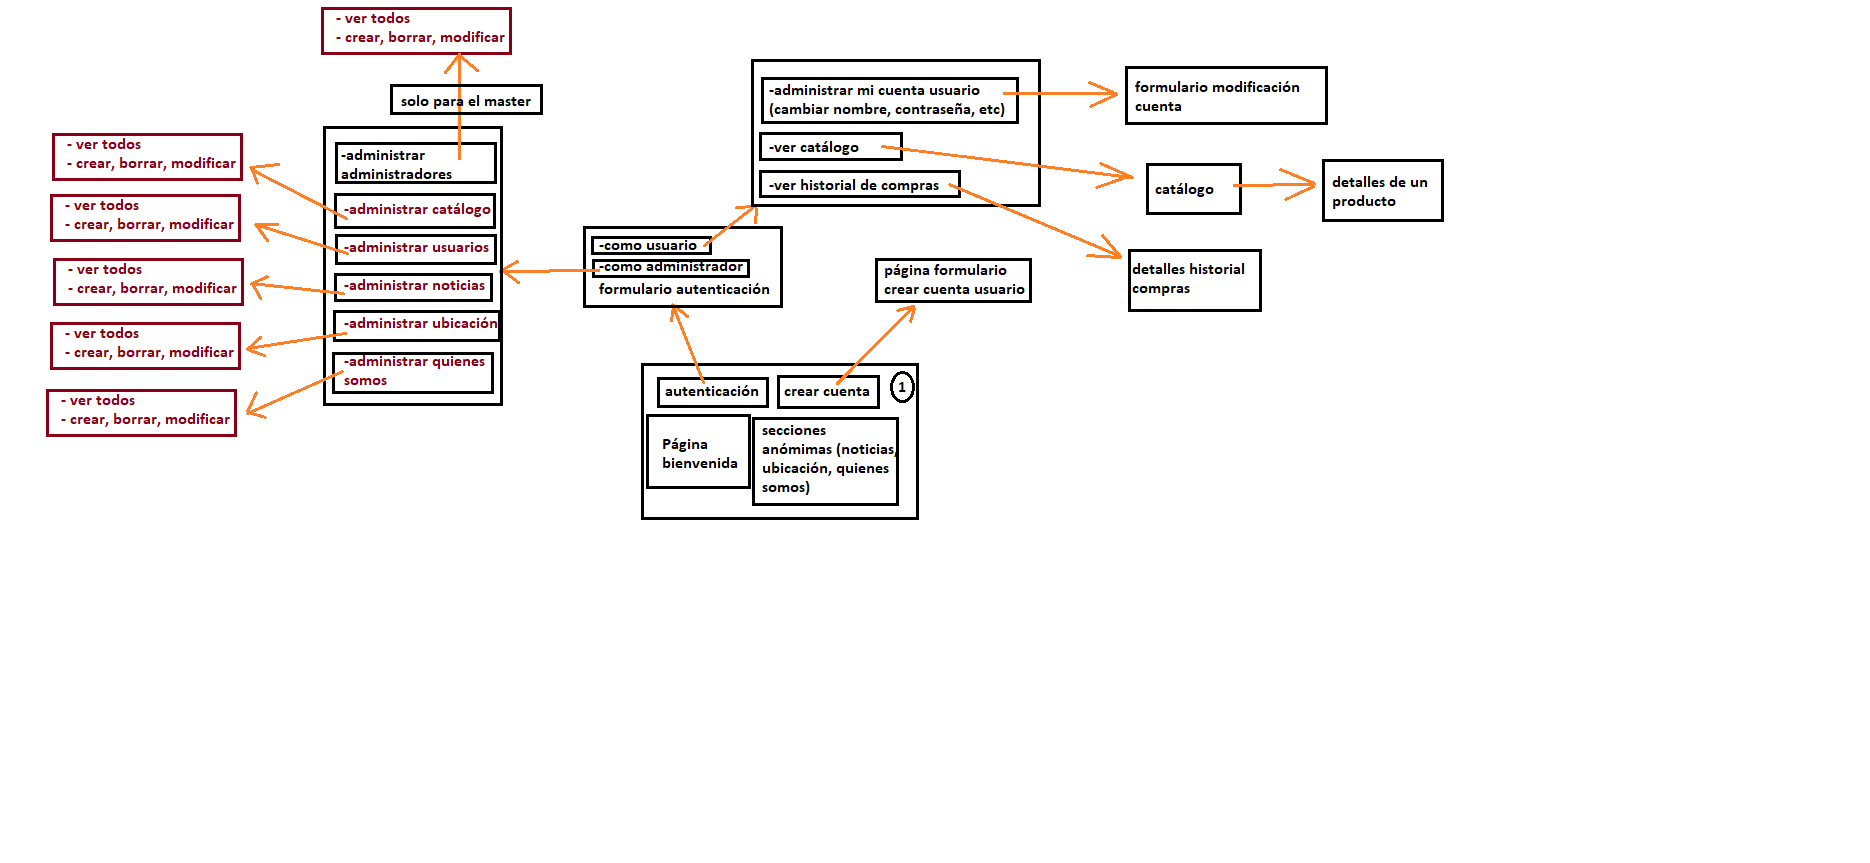 - ver todos
- crear, borrar, modificar
solo para el master
-administrar
administradores
-administrar catálogo
-administrar usuarios
-administrar noticias
-administrar ubicación
-administrar quienes
somos
- ver todos
- crear, borrar, modificar
- ver todos
- crear, borrar, modificar
- ver todos
- crear, borrar, modificar
- ver todos
- crear, borrar, modificar
- ver todos
- crear, borrar, modificar
-como usuario
-como administrador
formulario autenticación
-administrar mi cuenta usuario
(cambiar nombre, contraseña, etc)
-ver catálogo
-ver historial de compras
formulario modificación
cuenta
catálogo
detalles de un
producto
detalles historial
compras
página formulario
crear cuenta usuario
autenticación
crear cuenta
1
Página
bienvenida
secciones
anómimas (noticias,
ubicación, quienes
somos)